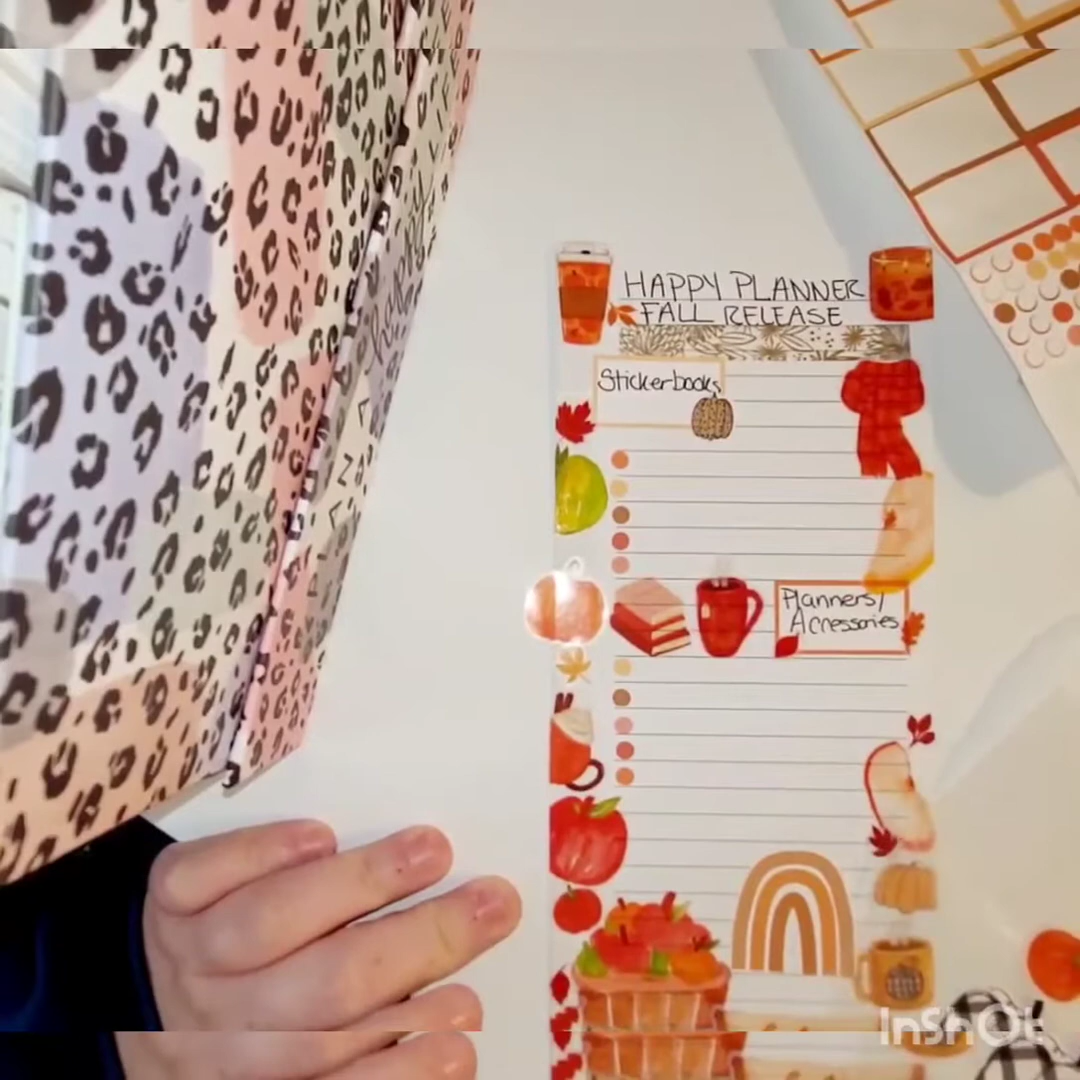 HAPPY PLANNER
FALL RELEASE
Stickerbooks
Planners/
Accessories
InShOt